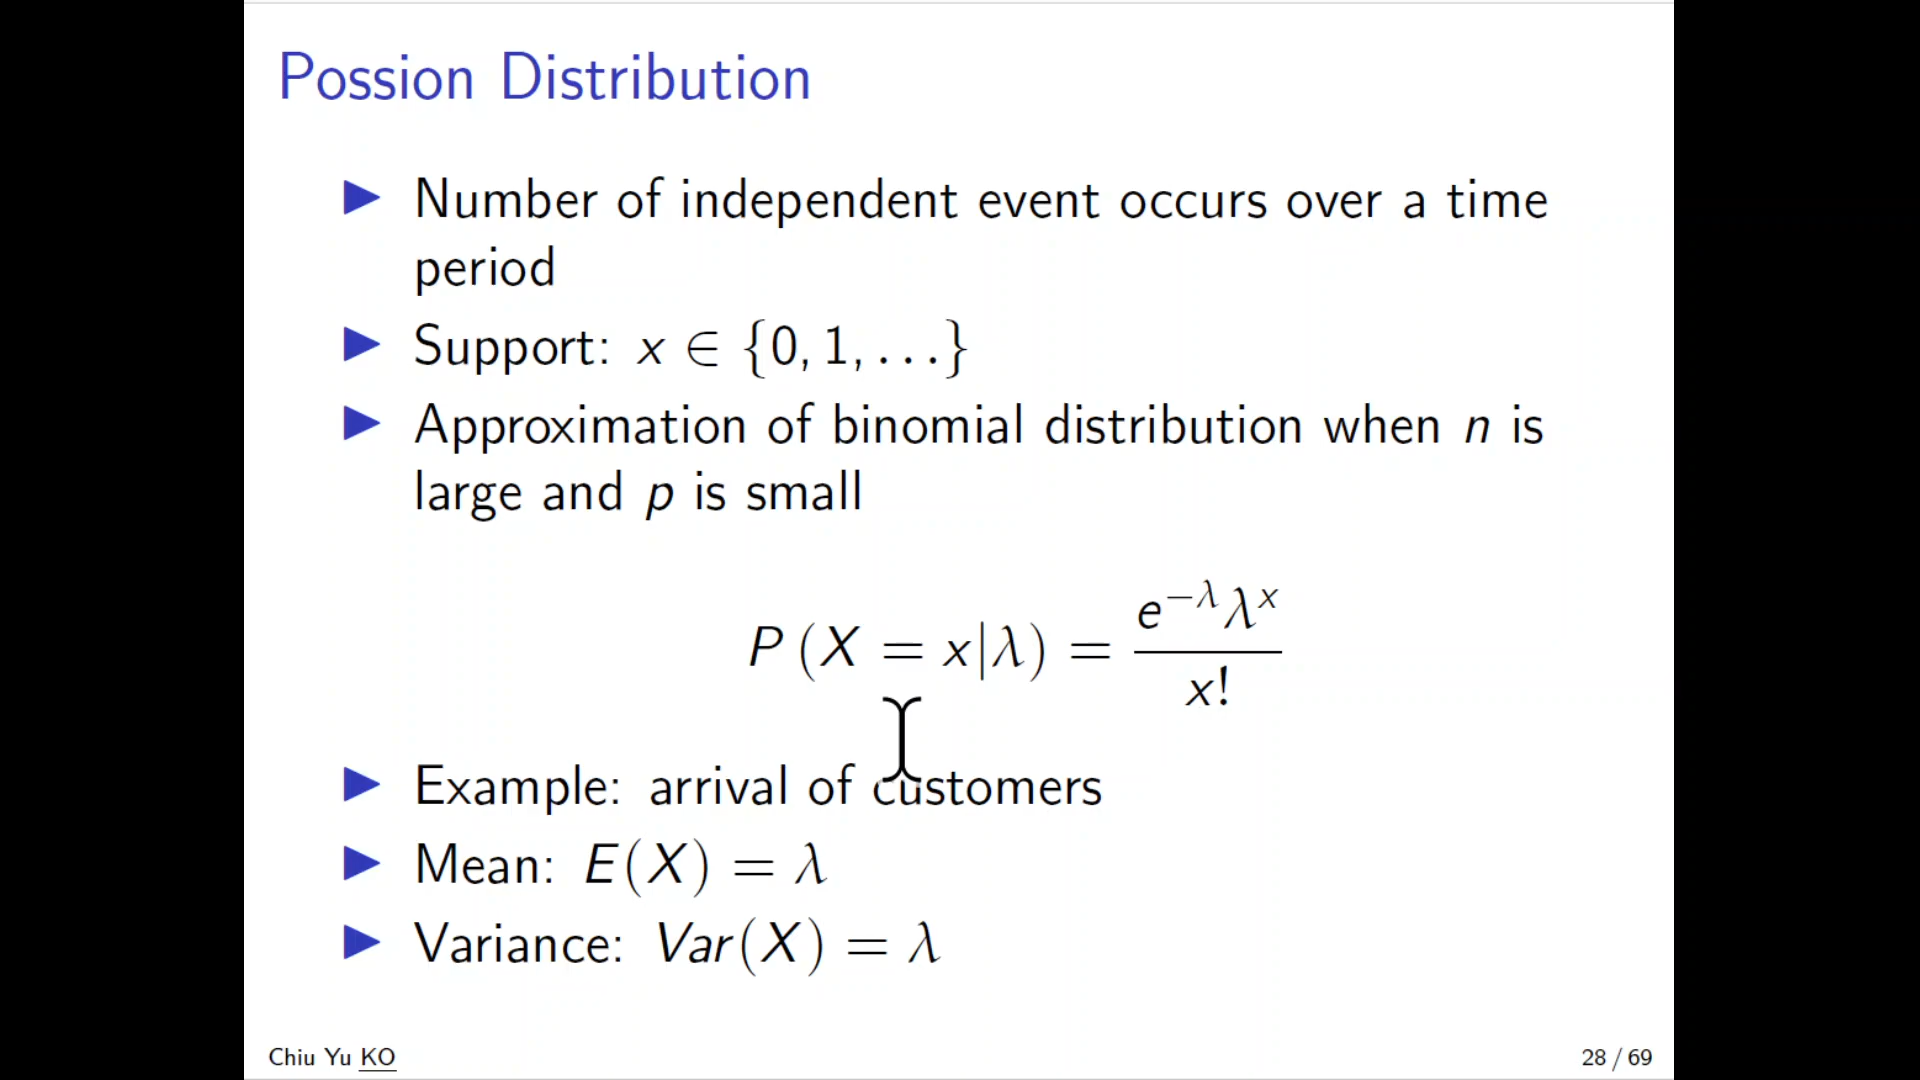 Possion Distribution
Number of independent event occurs over a time
period
Support: x ∈ {0, 1, . . .}
Approximation of binomial distribution when n is
large and p is small
P (X = x|λ) = e^{−λ}λ^x / x!
Example: arrival of customers
Mean: E(X) = λ
Variance: Var(X) = λ
Chiu Yu KO
28 / 69